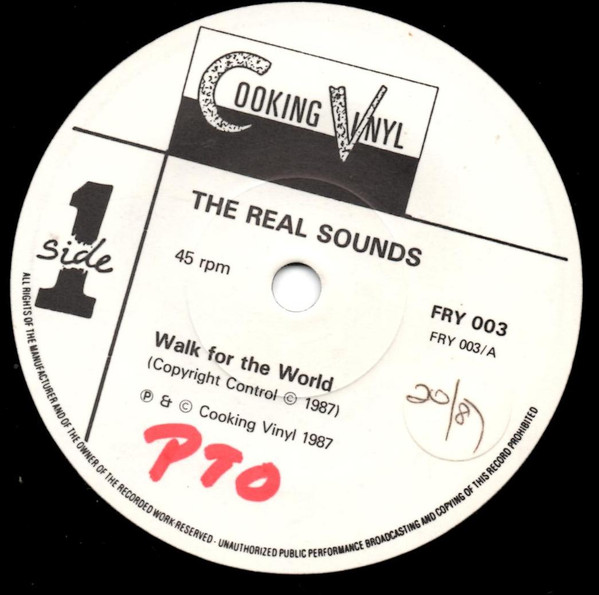 COOKING VINYL
THE REAL SOUNDS
1
side
45 rpm
FRY 003
FRY 003/A
Walk for the World
(Copyright Control © 1987)
℗ & © Cooking Vinyl 1987
20/87
PTO
ALL RIGHTS OF THE MANUFACTURER AND OF THE OWNER OF THE RECORDED WORK RESERVED - UNAUTHORIZED PUBLIC PERFORMANCE BROADCASTING AND COPYING OF THIS RECORD PROHIBITED